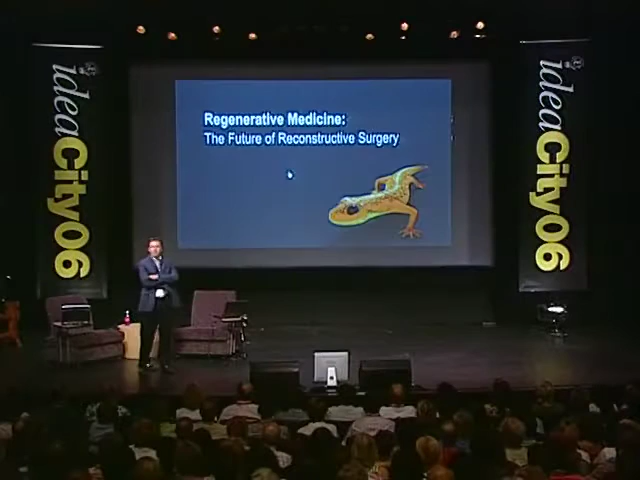 ideaCity06
Regenerative Medicine:
The Future of Reconstructive Surgery
ideaCity06